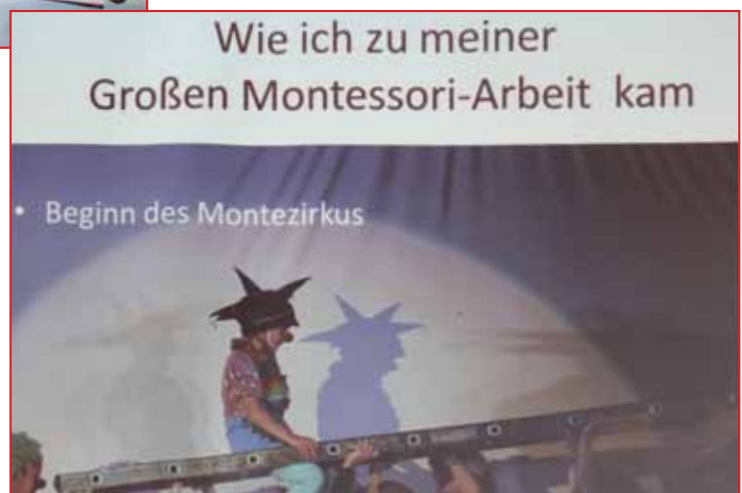 Wie ich zu meiner
Großen Montessori-Arbeit kam
• Beginn des Montezirkus